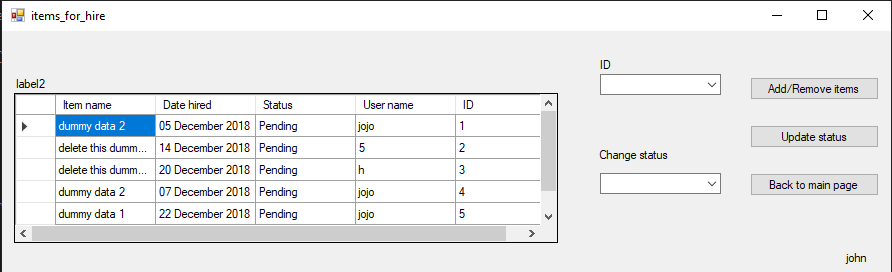 items_for_hire
label2
Item name Date hired Status User name ID
dummy data 2 05 December 2018 Pending jojo 1
delete this dumm... 14 December 2018 Pending 5 2
delete this dumm... 20 December 2018 Pending h 3
dummy data 2 07 December 2018 Pending jojo 4
dummy data 1 22 December 2018 Pending jojo 5
ID
Change status
Add/Remove items
Update status
Back to main page
john